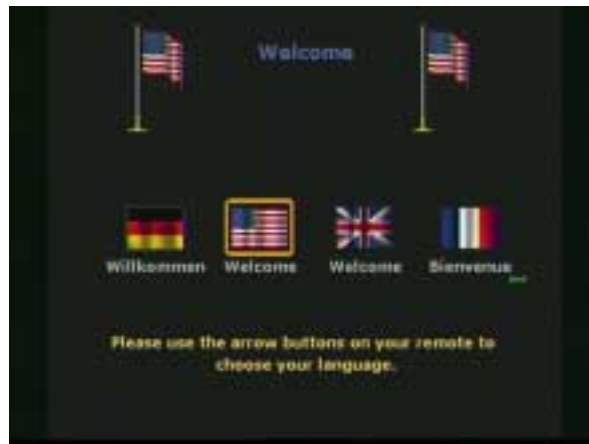 Welcome
Willkommen Welcome Welcome Bienvenue
Please use the arrow buttons on your remote to
choose your language.